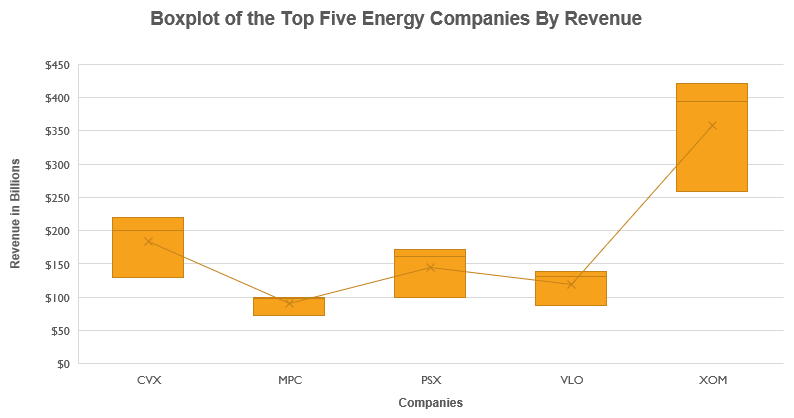 Boxplot of the Top Five Energy Companies By Revenue
Revenue in Billions
$450
$400
$350
$300
$250
$200
$150
$100
$50
$0
CVX MPC PSX VLO XOM
Companies